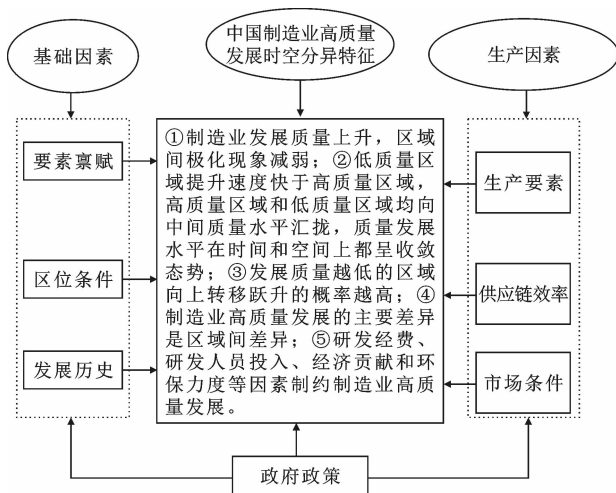 基础因素
中国制造业高质量
发展时空分异特征
生产因素
要素禀赋
区位条件
发展历史
①制造业发展质量上升，区域
间极化现象减弱；②低质量区
域提升速度快于高质量区域，
高质量区域和低质量区域均向
中间质量水平汇拢，质量发展
水平在时间和空间上都呈收敛
态势；③发展质量越低的区域
向上转移跃升的概率越高；④
制造业高质量发展的主要差异
是区域间差异；⑤研发经费、
研发人员投入、经济贡献和环
保力度等因素制约制造业高质
量发展。
生产要素
供应链效率
市场条件
政府政策